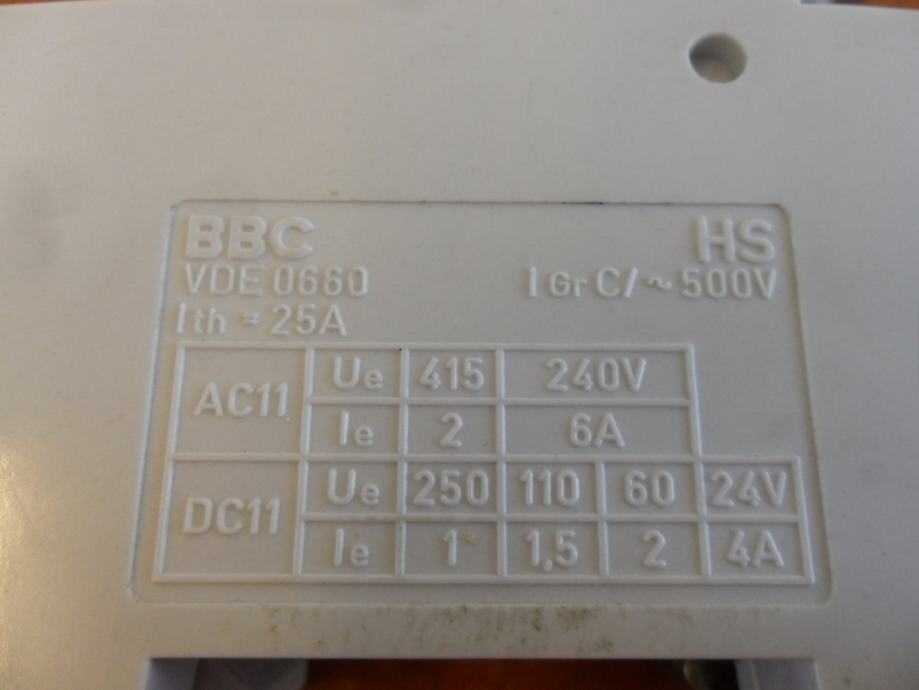 BBC HS
VDE 0660 I Gr C/~ 500V
Ith = 25A
AC11 Ue 415 240V
Ie 2 6A
DC11 Ue 250 110 60 24V
Ie 1 1,5 2 4A